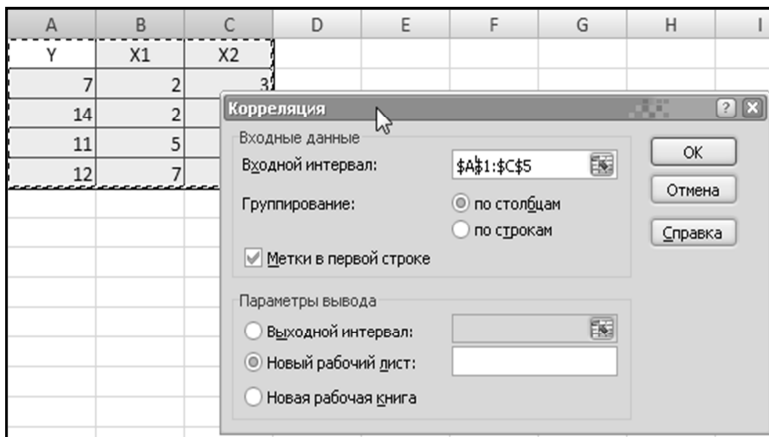 A B C D E F G H I
Y X1 X2
7 2 3
14 2
11 5
12 7
Корреляция
Входные данные
Входной интервал: $A$1:$C$5
ОК
Группирование: по столбцам
Отмена
по строкам
Справка
Метки в первой строке
Параметры вывода
Выходной интервал:
Новый рабочий лист:
Новая рабочая книга